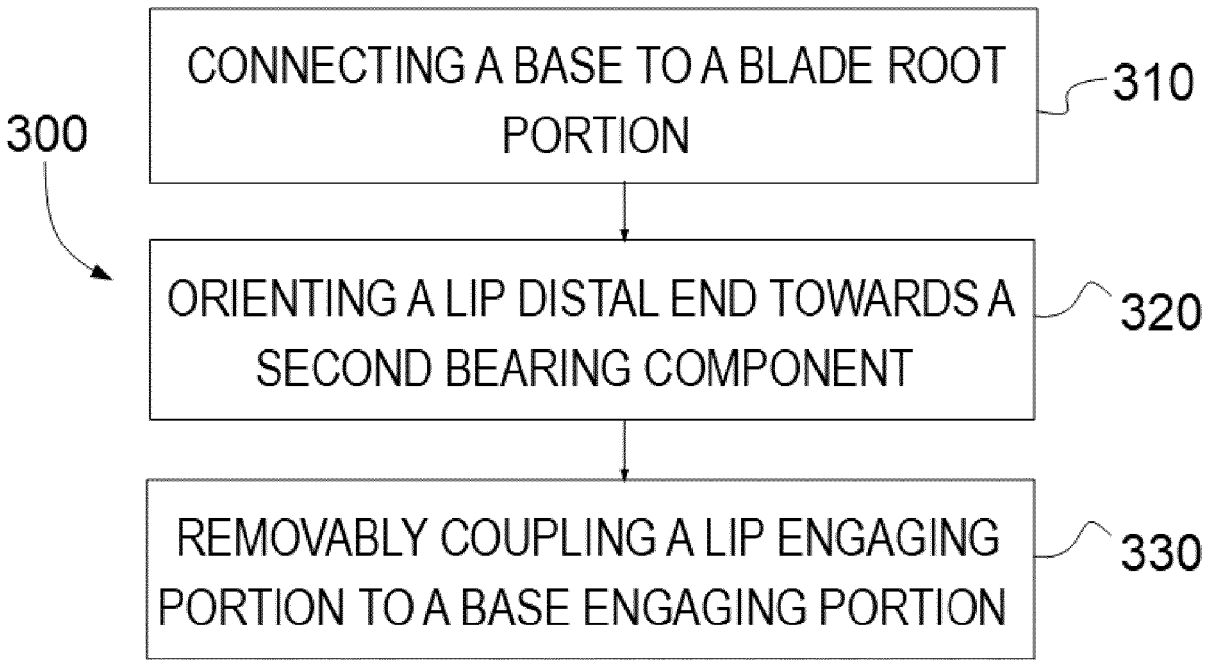 CONNECTING A BASE TO A BLADE ROOT
PORTION
310
300
ORIENTING A LIP DISTAL END TOWARDS A
SECOND BEARING COMPONENT
320
REMOVABLY COUPLING A LIP ENGAGING
PORTION TO A BASE ENGAGING PORTION
330